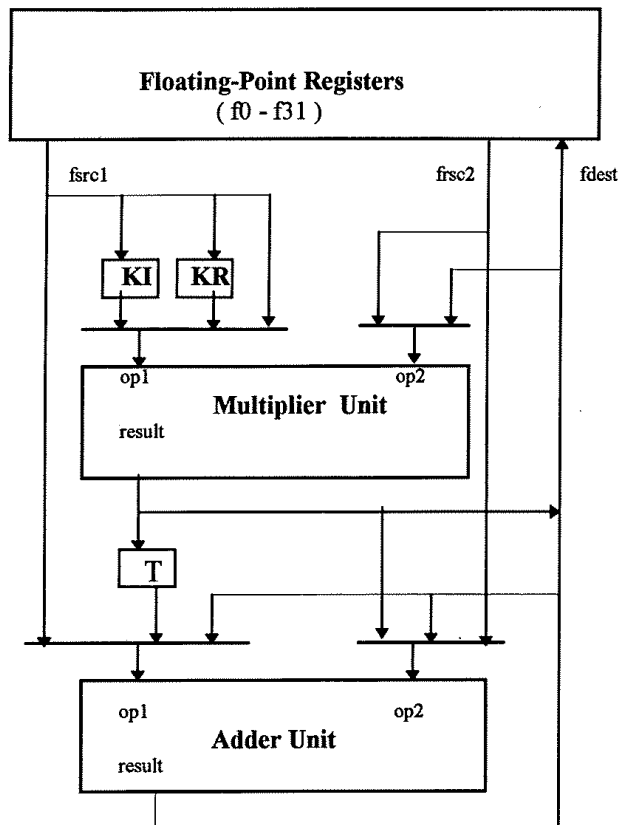 Floating-Point Registers
( f0 - f31 )
fsrc1
frsc2
fdest
KI
KR
op1
op2
Multiplier Unit
result
T
op1
op2
Adder Unit
result